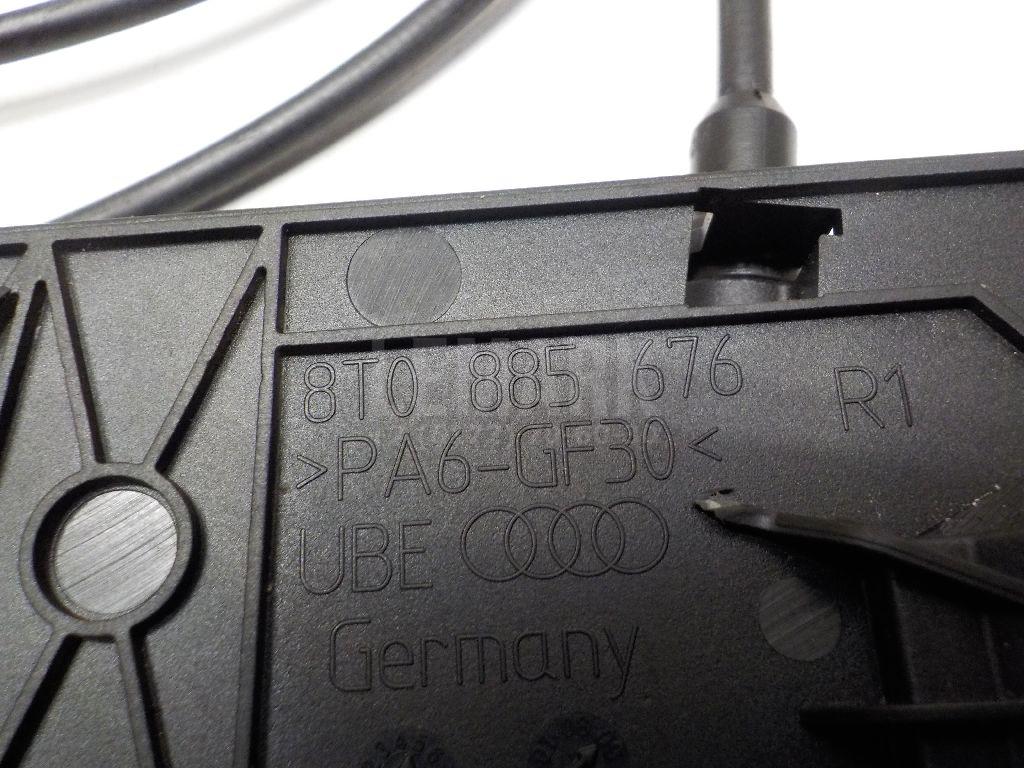 8T0 885 676
R1
>PA6-GF30<
UBE
Germany